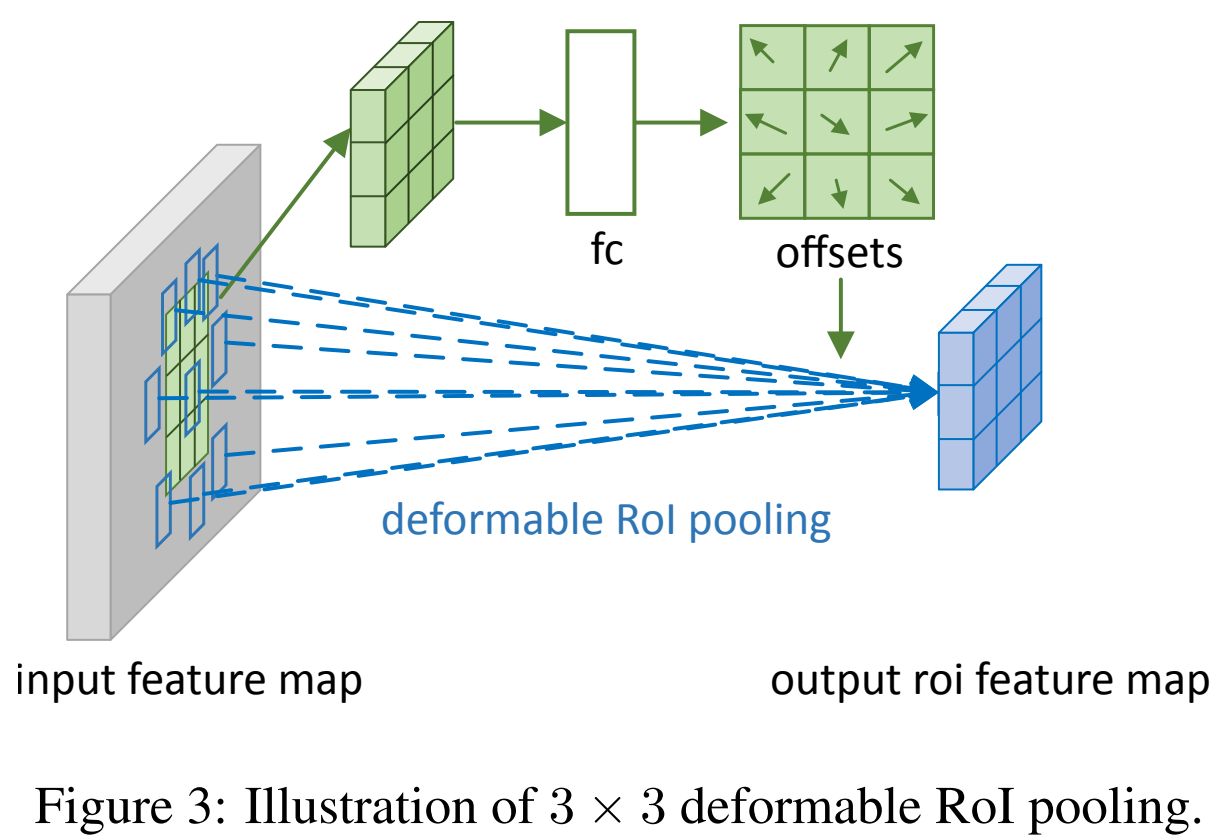 fc
offsets
deformable RoI pooling
input feature map
output roi feature map
Figure 3: Illustration of 3 × 3 deformable RoI pooling.